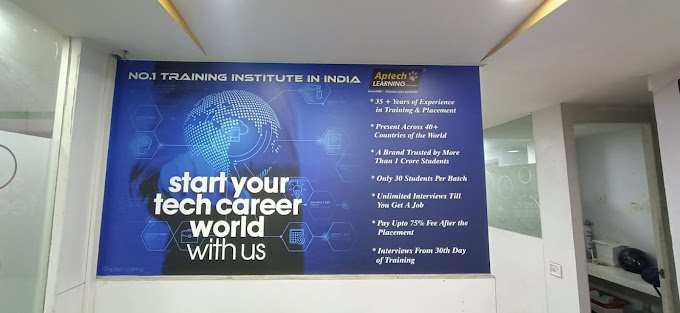 NO.1 TRAINING INSTITUTE IN INDIA
Aptech
LEARNING
* 35 + Years of Experience
in Training & Placement
* Present Across 40+
Countries of the World
* A Brand Trusted by More
Than 1 Crore Students
* Only 30 Students Per Batch
* Unlimited Interviews Till
You Get A Job
* Pay Upto 75% Fee After the
Placement
* Interviews From 30th Day
of Training
start your
tech career
world
with us